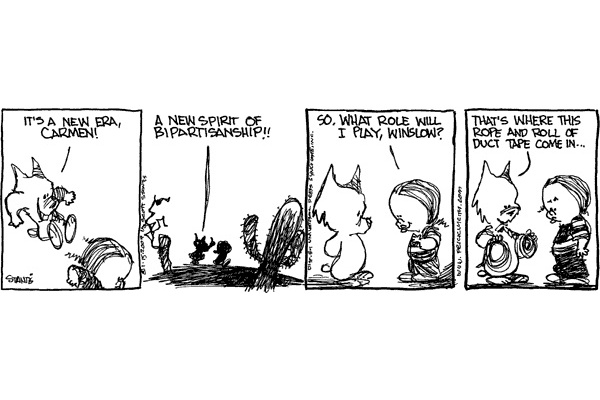 IT'S A NEW ERA,
CARMEN!
STANTIS
A NEW SPIRIT OF
BIPARTISANSHIP!!
SO, WHAT ROLE WILL
I PLAY, WINSLOW?
THAT'S WHERE THIS
ROPE AND ROLL OF
DUCT TAPE COME IN...